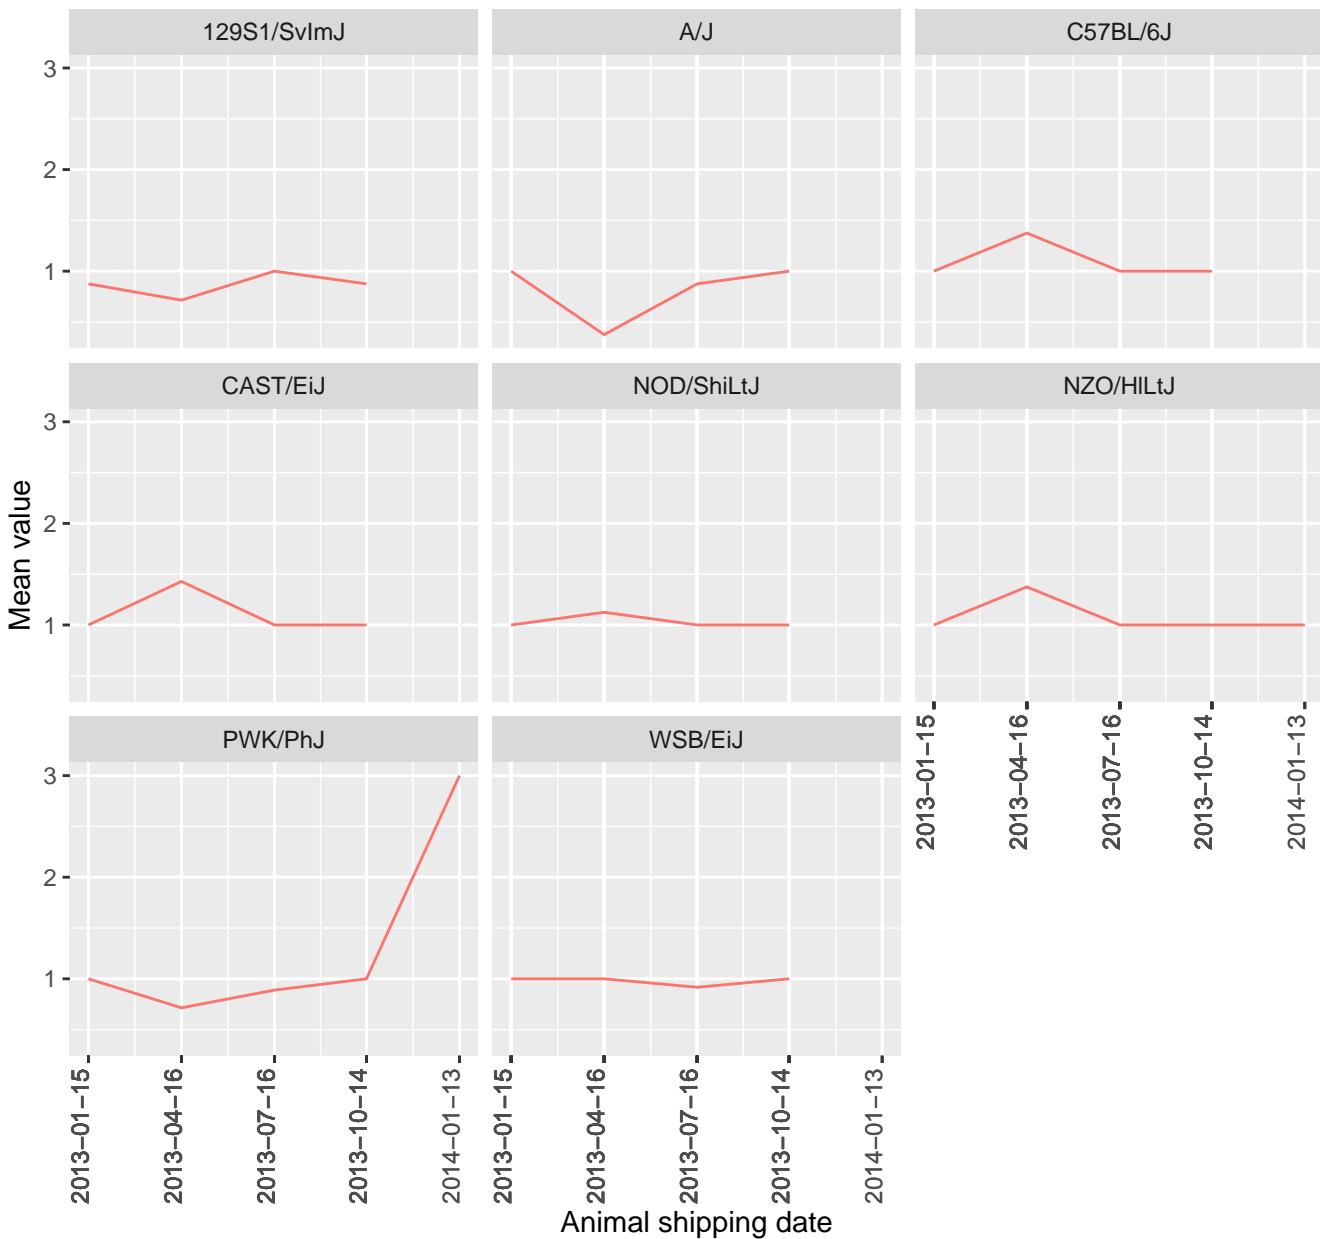 129S1/SvImJ
A/J
C57BL/6J
3
2
1
CAST/EiJ
NOD/ShiLtJ
NZO/HlLtJ
3
2
1
Mean value
2013−01−15
2013−04−16
2013−07−16
2013−10−14
2014−01−13
PWK/PhJ
WSB/EiJ
3
2
1
2013−01−15
2013−04−16
2013−07−16
2013−10−14
2014−01−13
2013−01−15
2013−04−16
2013−07−16
2013−10−14
2014−01−13
Animal shipping date